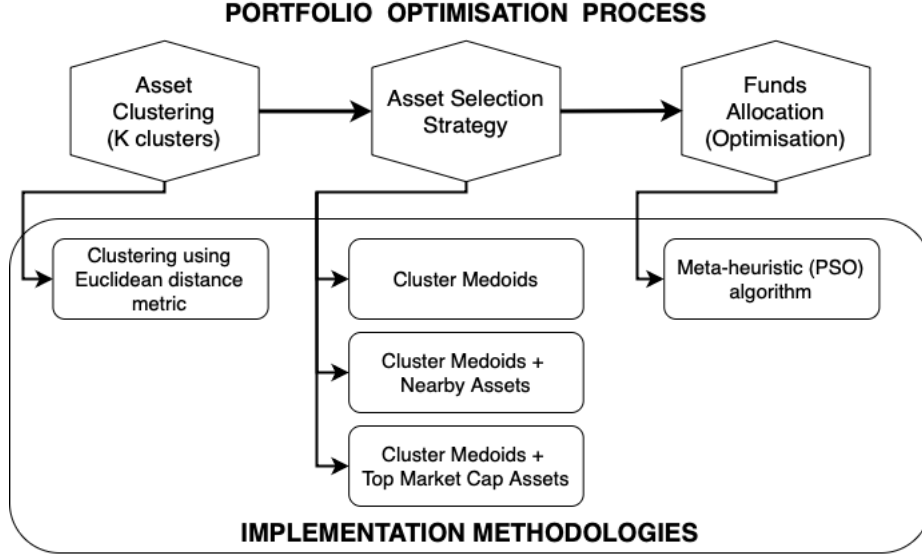 PORTFOLIO OPTIMISATION PROCESS
Asset
Clustering
(K clusters)
Asset Selection
Strategy
Funds
Allocation
(Optimisation)
Clustering using
Euclidean distance
metric
Cluster Medoids
Meta-heuristic (PSO)
algorithm
Cluster Medoids +
Nearby Assets
Cluster Medoids +
Top Market Cap Assets
IMPLEMENTATION METHODOLOGIES